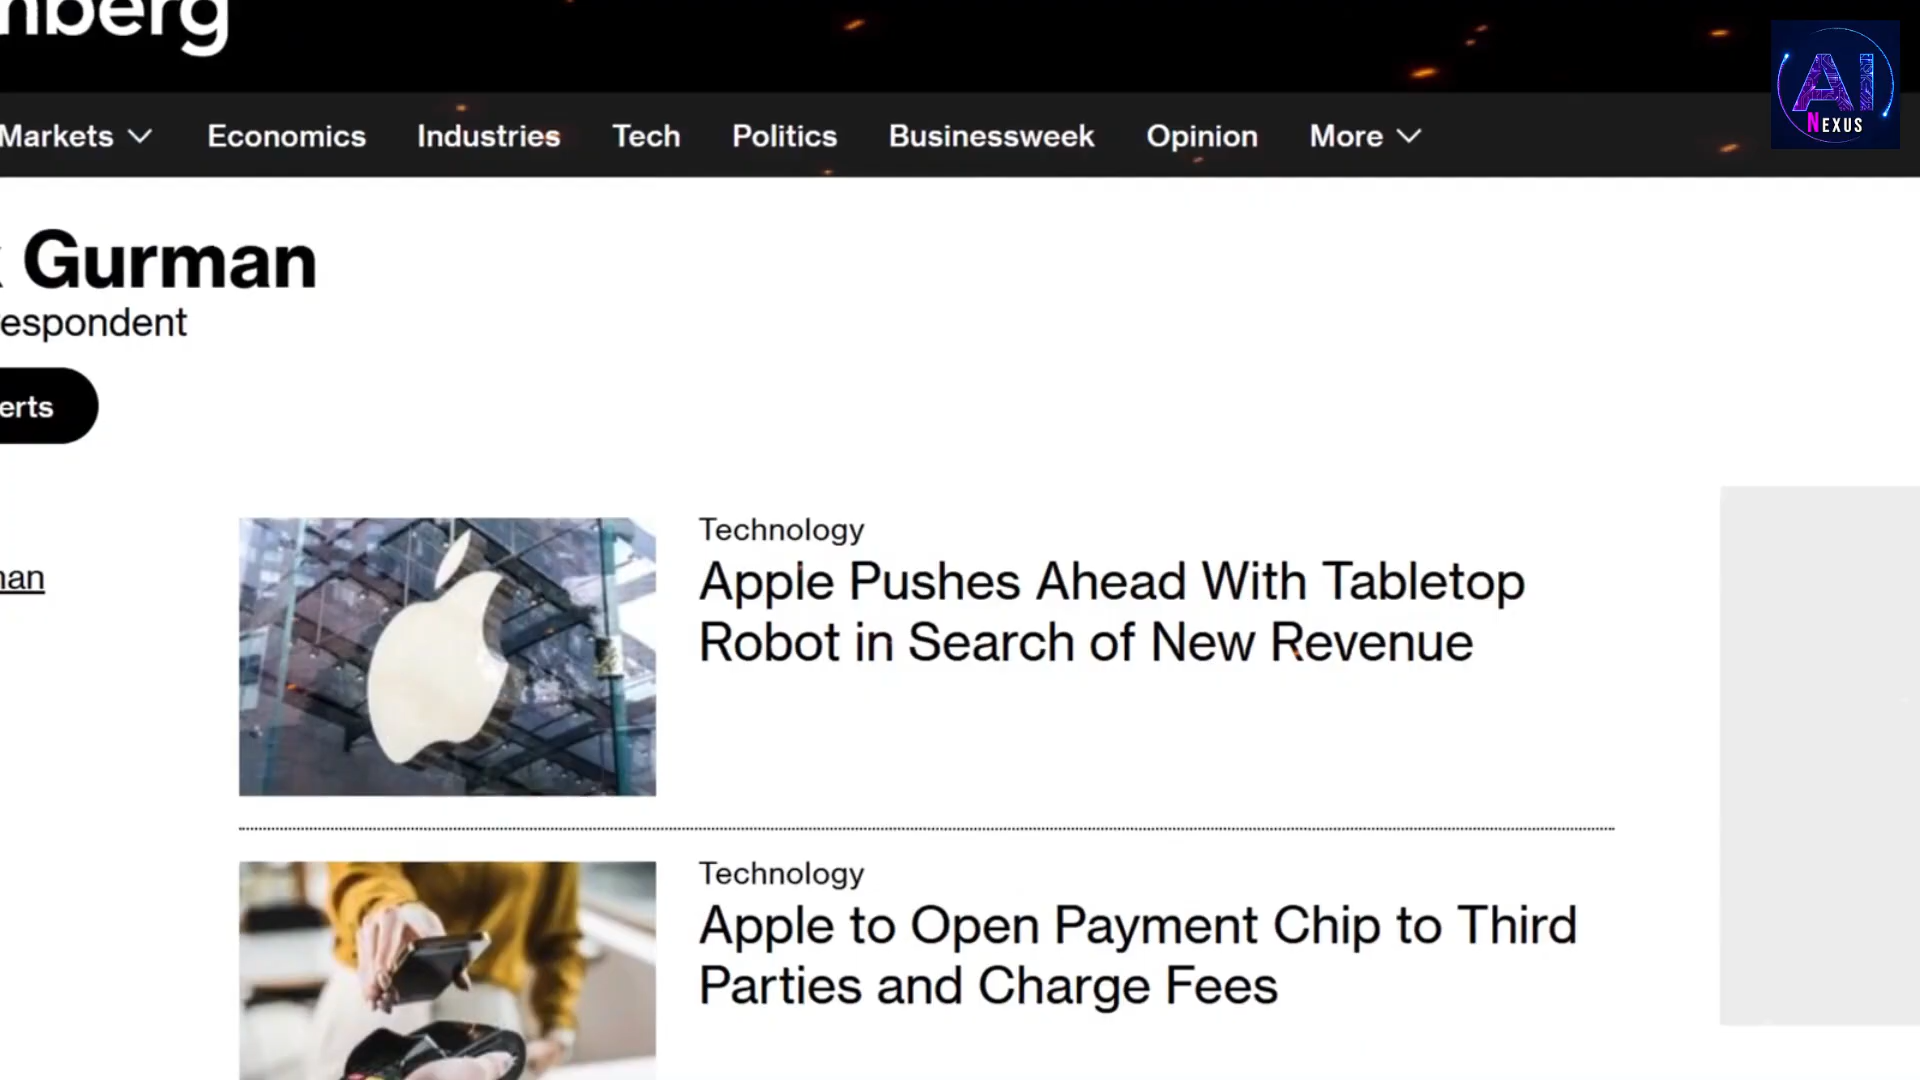 nberg
Markets Economics Industries Tech Politics Businessweek Opinion More
AI
NEXUS
Gurman
espondent
erts
nan
Technology
Apple Pushes Ahead With Tabletop
Robot in Search of New Revenue
Technology
Apple to Open Payment Chip to Third
Parties and Charge Fees